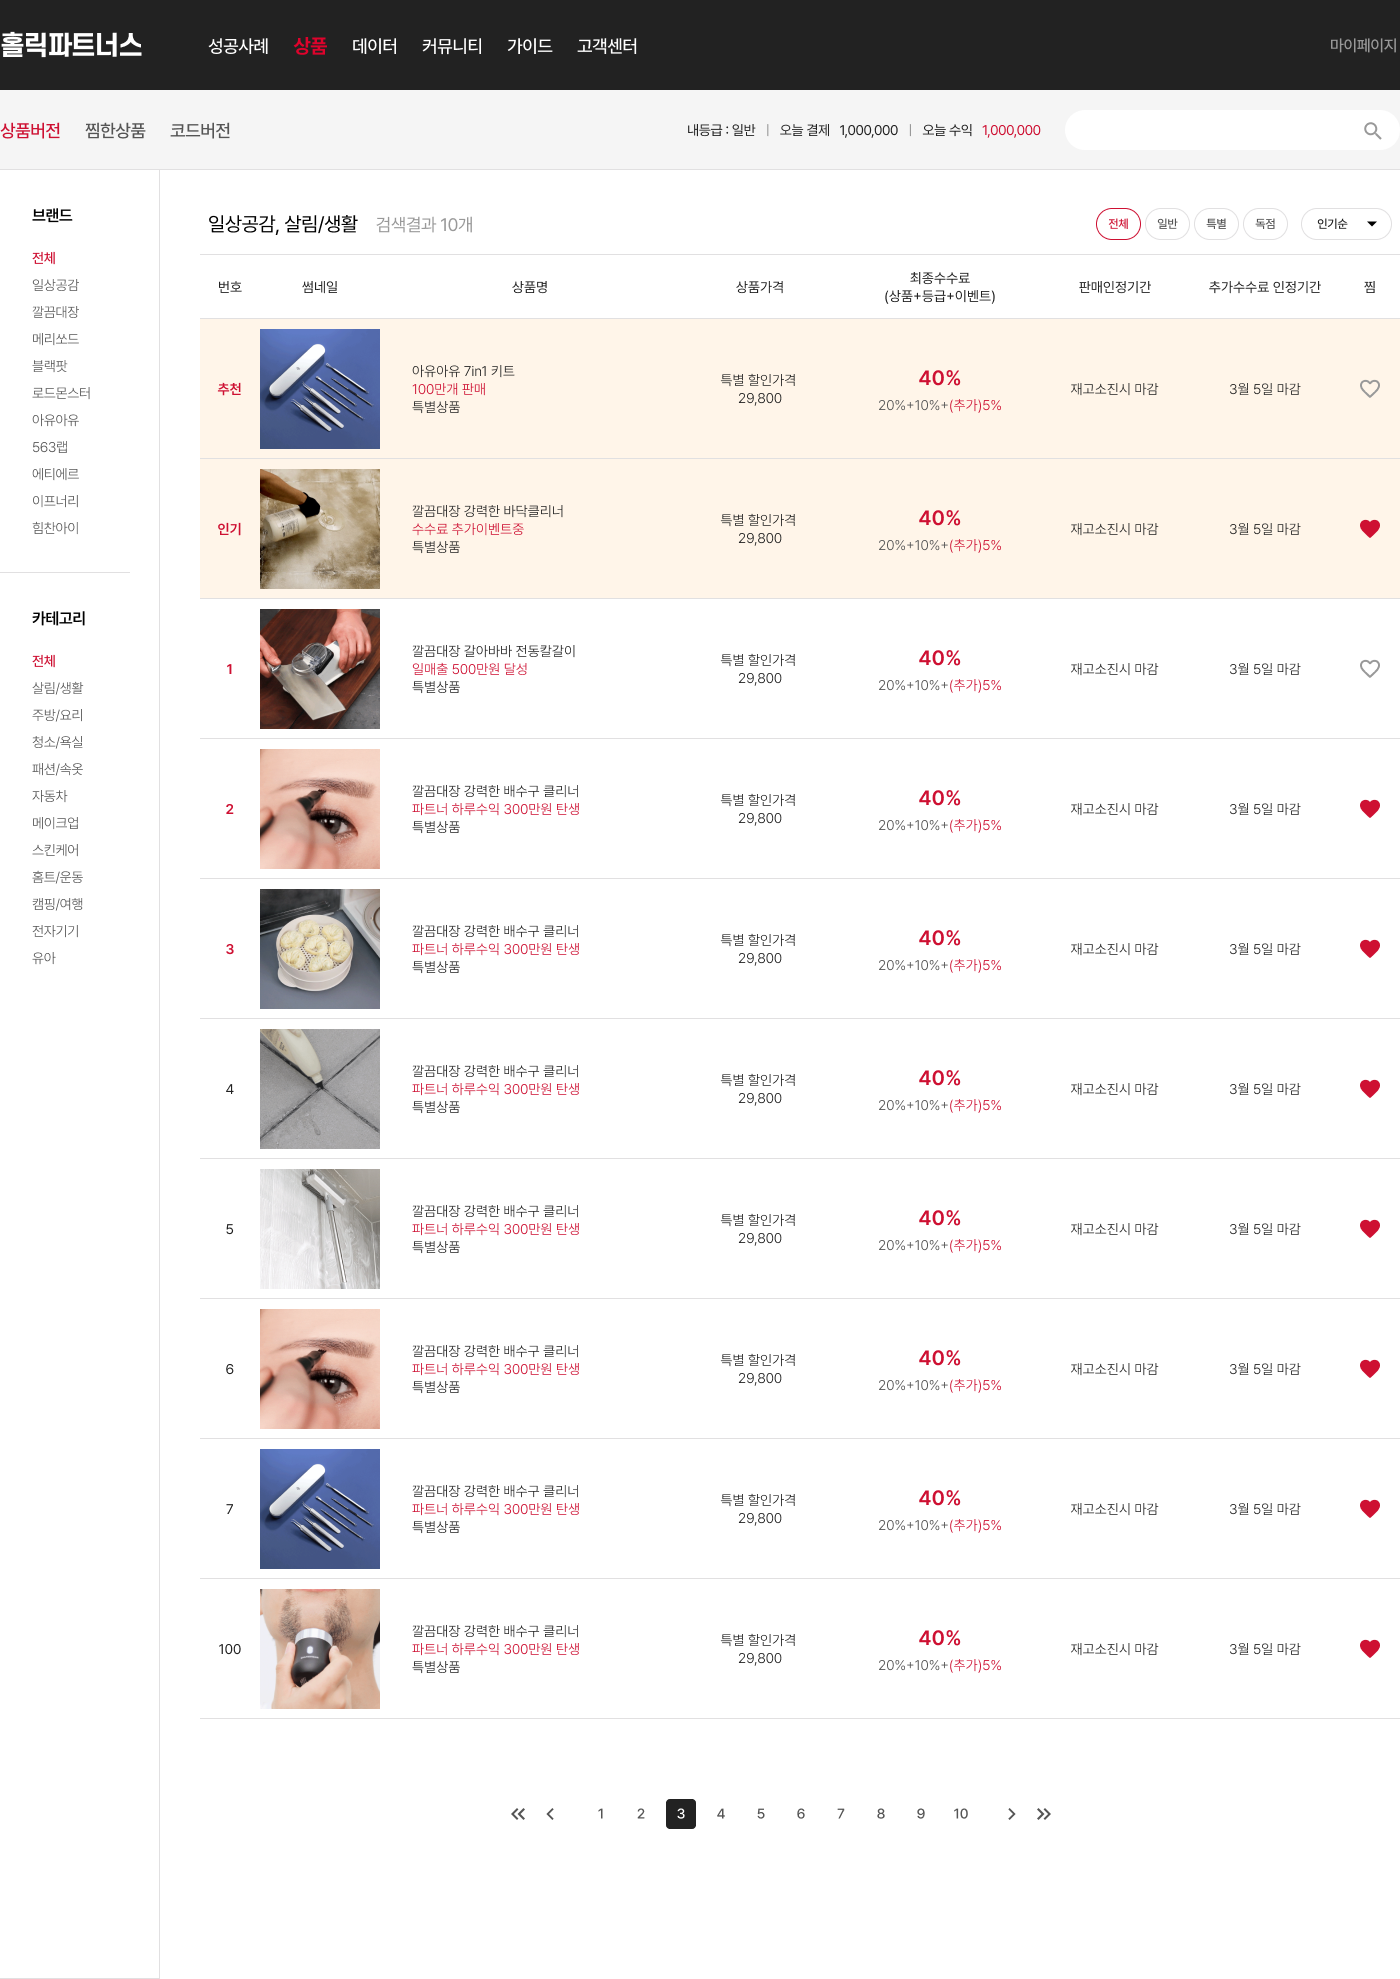 홀릭파트너스
성공사례 상품 데이터 커뮤니티 가이드 고객센터
마이페이지
상품버전 찜한상품 코드버전
내등급 : 일반 | 오늘 결제 1,000,000 | 오늘 수익 1,000,000
브랜드
전체
일상공감
깔끔대장
메리쏘드
블랙팟
로드몬스터
아유아유
563랩
에티에르
이프너리
힘찬아이
카테고리
전체
살림/생활
주방/요리
청소/욕실
패션/속옷
자동차
메이크업
스킨케어
홈트/운동
캠핑/여행
전자기기
유아
일상공감, 살림/생활 검색결과 10개
전체 일반 특별 독점 인기순
번호 썸네일 상품명 상품가격 최종수수료 판매인정기간 추가수수료 인정기간 찜
(상품+등급+이벤트)
추천
아유아유 7in1 키트
100만개 판매
특별상품
특별 할인가격
29,800
40%
20%+10%+(추가)5%
재고소진시 마감
3월 5일 마감
인기
깔끔대장 강력한 바닥클리너
수수료 추가이벤트중
특별상품
특별 할인가격
29,800
40%
20%+10%+(추가)5%
재고소진시 마감
3월 5일 마감
1
깔끔대장 갈아바바 전동칼갈이
일매출 500만원 달성
특별상품
특별 할인가격
29,800
40%
20%+10%+(추가)5%
재고소진시 마감
3월 5일 마감
2
깔끔대장 강력한 배수구 클리너
파트너 하루수익 300만원 탄생
특별상품
특별 할인가격
29,800
40%
20%+10%+(추가)5%
재고소진시 마감
3월 5일 마감
3
깔끔대장 강력한 배수구 클리너
파트너 하루수익 300만원 탄생
특별상품
특별 할인가격
29,800
40%
20%+10%+(추가)5%
재고소진시 마감
3월 5일 마감
4
깔끔대장 강력한 배수구 클리너
파트너 하루수익 300만원 탄생
특별상품
특별 할인가격
29,800
40%
20%+10%+(추가)5%
재고소진시 마감
3월 5일 마감
5
깔끔대장 강력한 배수구 클리너
파트너 하루수익 300만원 탄생
특별상품
특별 할인가격
29,800
40%
20%+10%+(추가)5%
재고소진시 마감
3월 5일 마감
6
깔끔대장 강력한 배수구 클리너
파트너 하루수익 300만원 탄생
특별상품
특별 할인가격
29,800
40%
20%+10%+(추가)5%
재고소진시 마감
3월 5일 마감
7
깔끔대장 강력한 배수구 클리너
파트너 하루수익 300만원 탄생
특별상품
특별 할인가격
29,800
40%
20%+10%+(추가)5%
재고소진시 마감
3월 5일 마감
100
깔끔대장 강력한 배수구 클리너
파트너 하루수익 300만원 탄생
특별상품
특별 할인가격
29,800
40%
20%+10%+(추가)5%
재고소진시 마감
3월 5일 마감
1 2 3 4 5 6 7 8 9 10